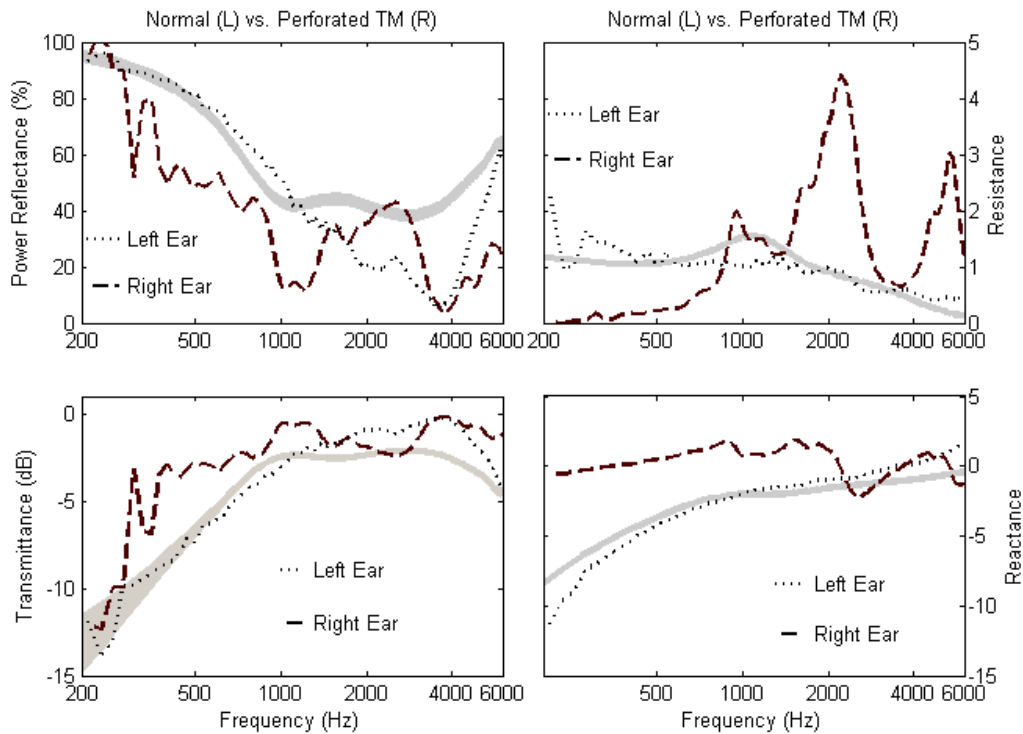 Normal (L) vs. Perforated TM (R)
Power Reflectance (%)
100
80
60
40
20
0
Left Ear
Right Ear
200
500
1000
2000
4000
6000
Normal (L) vs. Perforated TM (R)
Left Ear
Right Ear
5
4
3
2
1
0
Resistance
200
500
1000
2000
4000
6000
Transmittance (dB)
0
-5
-10
-15
Left Ear
Right Ear
200
500
1000
2000
4000
6000
Frequency (Hz)
5
0
-5
-10
-15
Reactance
Left Ear
Right Ear
500
1000
2000
4000
6000
Frequency (Hz)